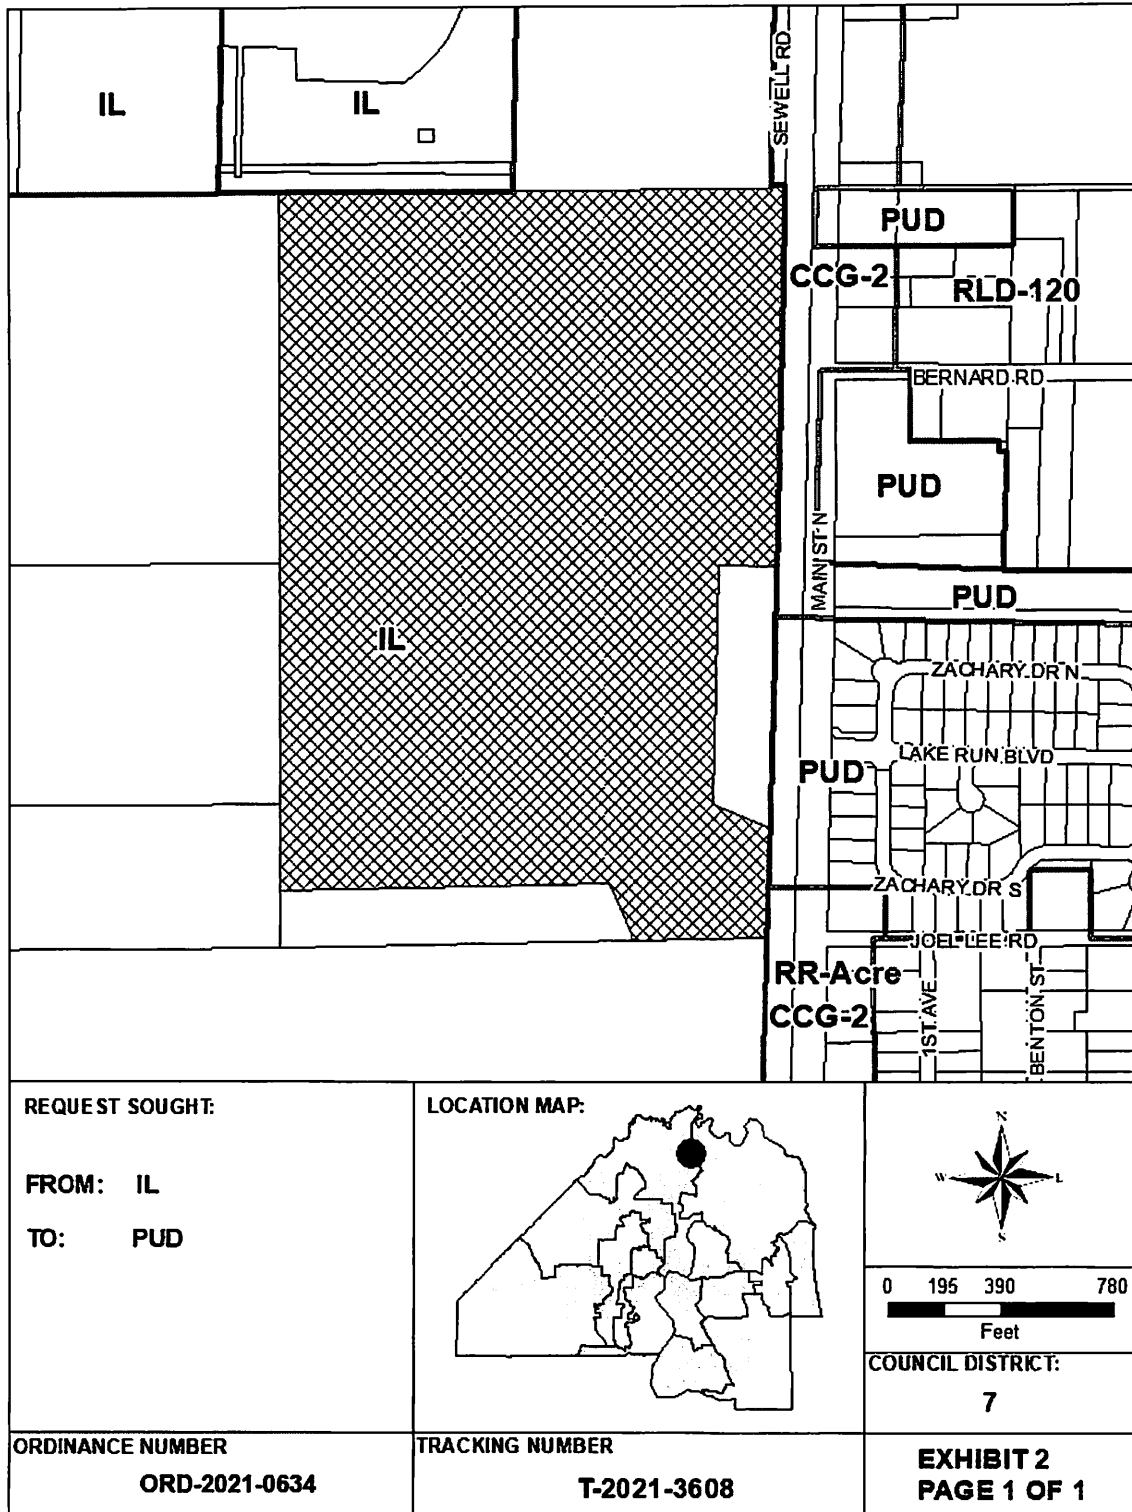 IL
IL
SEWELL RD
PUD
CCG-2
RLD-120
BERNARD RD
PUD
MAIN ST N
PUD
IL
ZACHARY DR N
LAKE RUN BLVD
PUD
ZACHARY DR S
JOEL LEE RD
RR-Acre
CCG-2
1ST AVE
BENTON ST
REQUEST SOUGHT:
FROM: IL
TO: PUD
LOCATION MAP:
N
W
S
0 195 390 780
Feet
COUNCIL DISTRICT:
7
ORDINANCE NUMBER
ORD-2021-0634
TRACKING NUMBER
T-2021-3608
EXHIBIT 2
PAGE 1 OF 1